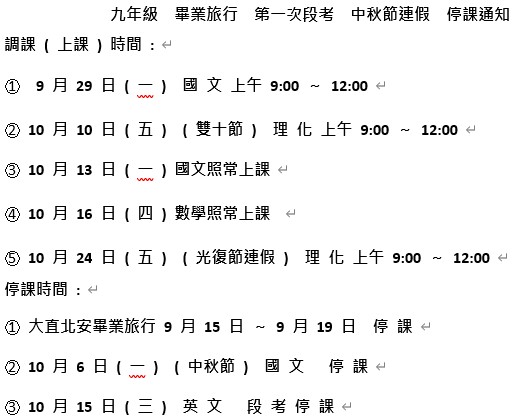 九年級 畢業旅行 第一次段考 中秋節連假 停課通知
調課 ( 上課 ) 時間 :
① 9 月 29 日 ( 一 ) 國 文 上午 9:00 ~ 12:00
② 10 月 10 日 ( 五 ) ( 雙十節 ) 理 化 上午 9:00 ~ 12:00
③ 10 月 13 日 ( 一 ) 國文照常上課
④ 10 月 16 日 ( 四 ) 數學照常上課
⑤ 10 月 24 日 ( 五 ) ( 光復節連假 ) 理 化 上午 9:00 ~ 12:00
停課時間 :
① 大直北安畢業旅行 9 月 15 日 ~ 9 月 19 日 停 課
② 10 月 6 日 ( 一 ) ( 中秋節 ) 國 文 停 課
③ 10 月 15 日 ( 三 ) 英 文 段 考 停 課